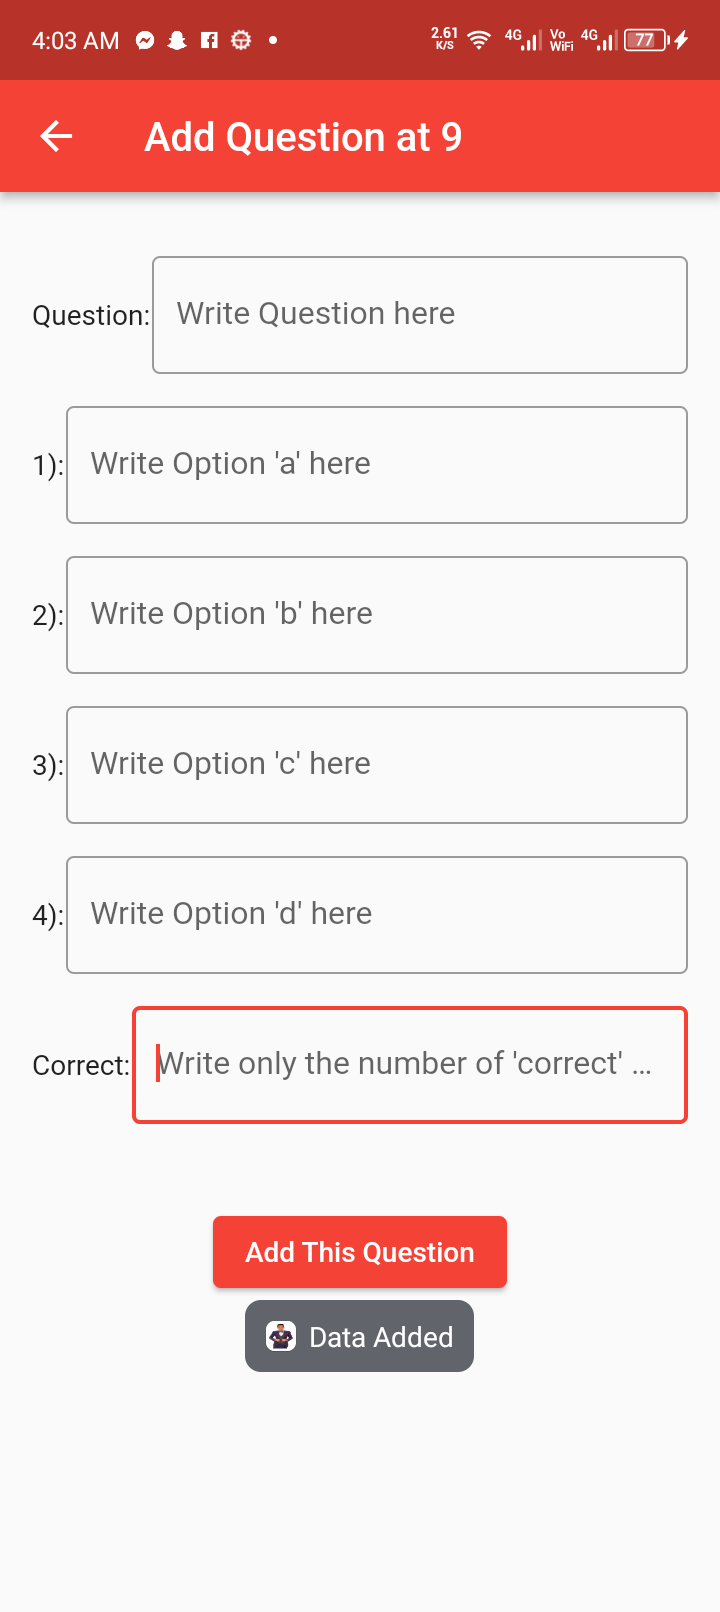 4:03 AM 2.61 K/S 4G Vo WiFi 4G 77
Add Question at 9
Question: Write Question here
1): Write Option 'a' here
2): Write Option 'b' here
3): Write Option 'c' here
4): Write Option 'd' here
Correct: Write only the number of 'correct' ...
Add This Question
Data Added